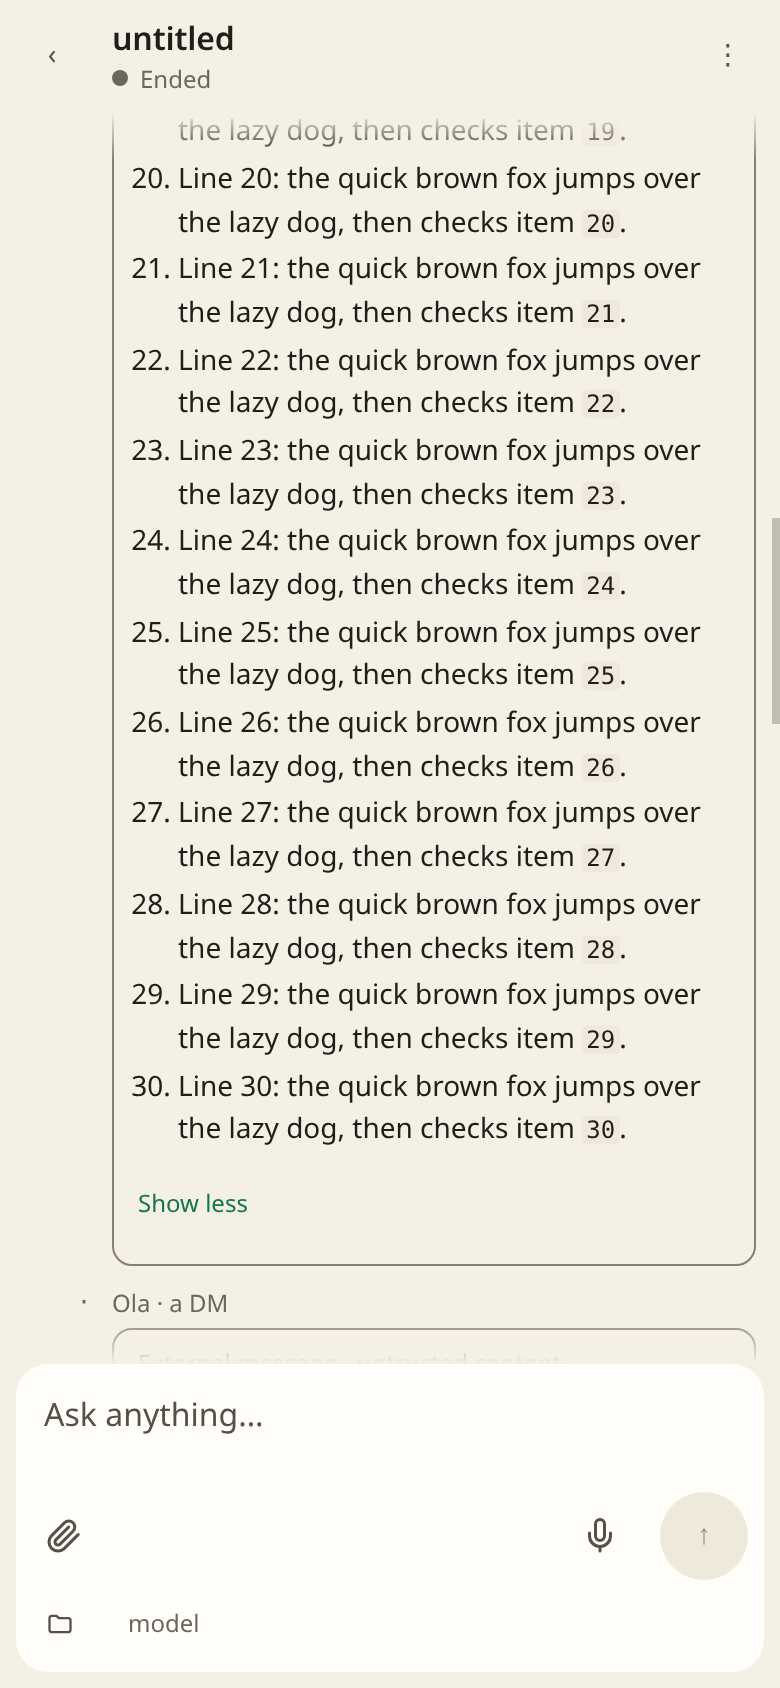 untitled
Ended
the lazy dog, then checks item 19.
20. Line 20: the quick brown fox jumps over
the lazy dog, then checks item 20.
21. Line 21: the quick brown fox jumps over
the lazy dog, then checks item 21.
22. Line 22: the quick brown fox jumps over
the lazy dog, then checks item 22.
23. Line 23: the quick brown fox jumps over
the lazy dog, then checks item 23.
24. Line 24: the quick brown fox jumps over
the lazy dog, then checks item 24.
25. Line 25: the quick brown fox jumps over
the lazy dog, then checks item 25.
26. Line 26: the quick brown fox jumps over
the lazy dog, then checks item 26.
27. Line 27: the quick brown fox jumps over
the lazy dog, then checks item 27.
28. Line 28: the quick brown fox jumps over
the lazy dog, then checks item 28.
29. Line 29: the quick brown fox jumps over
the lazy dog, then checks item 29.
30. Line 30: the quick brown fox jumps over
the lazy dog, then checks item 30.
Show less
· Ola · a DM
External message untrusted content
Ask anything...
model